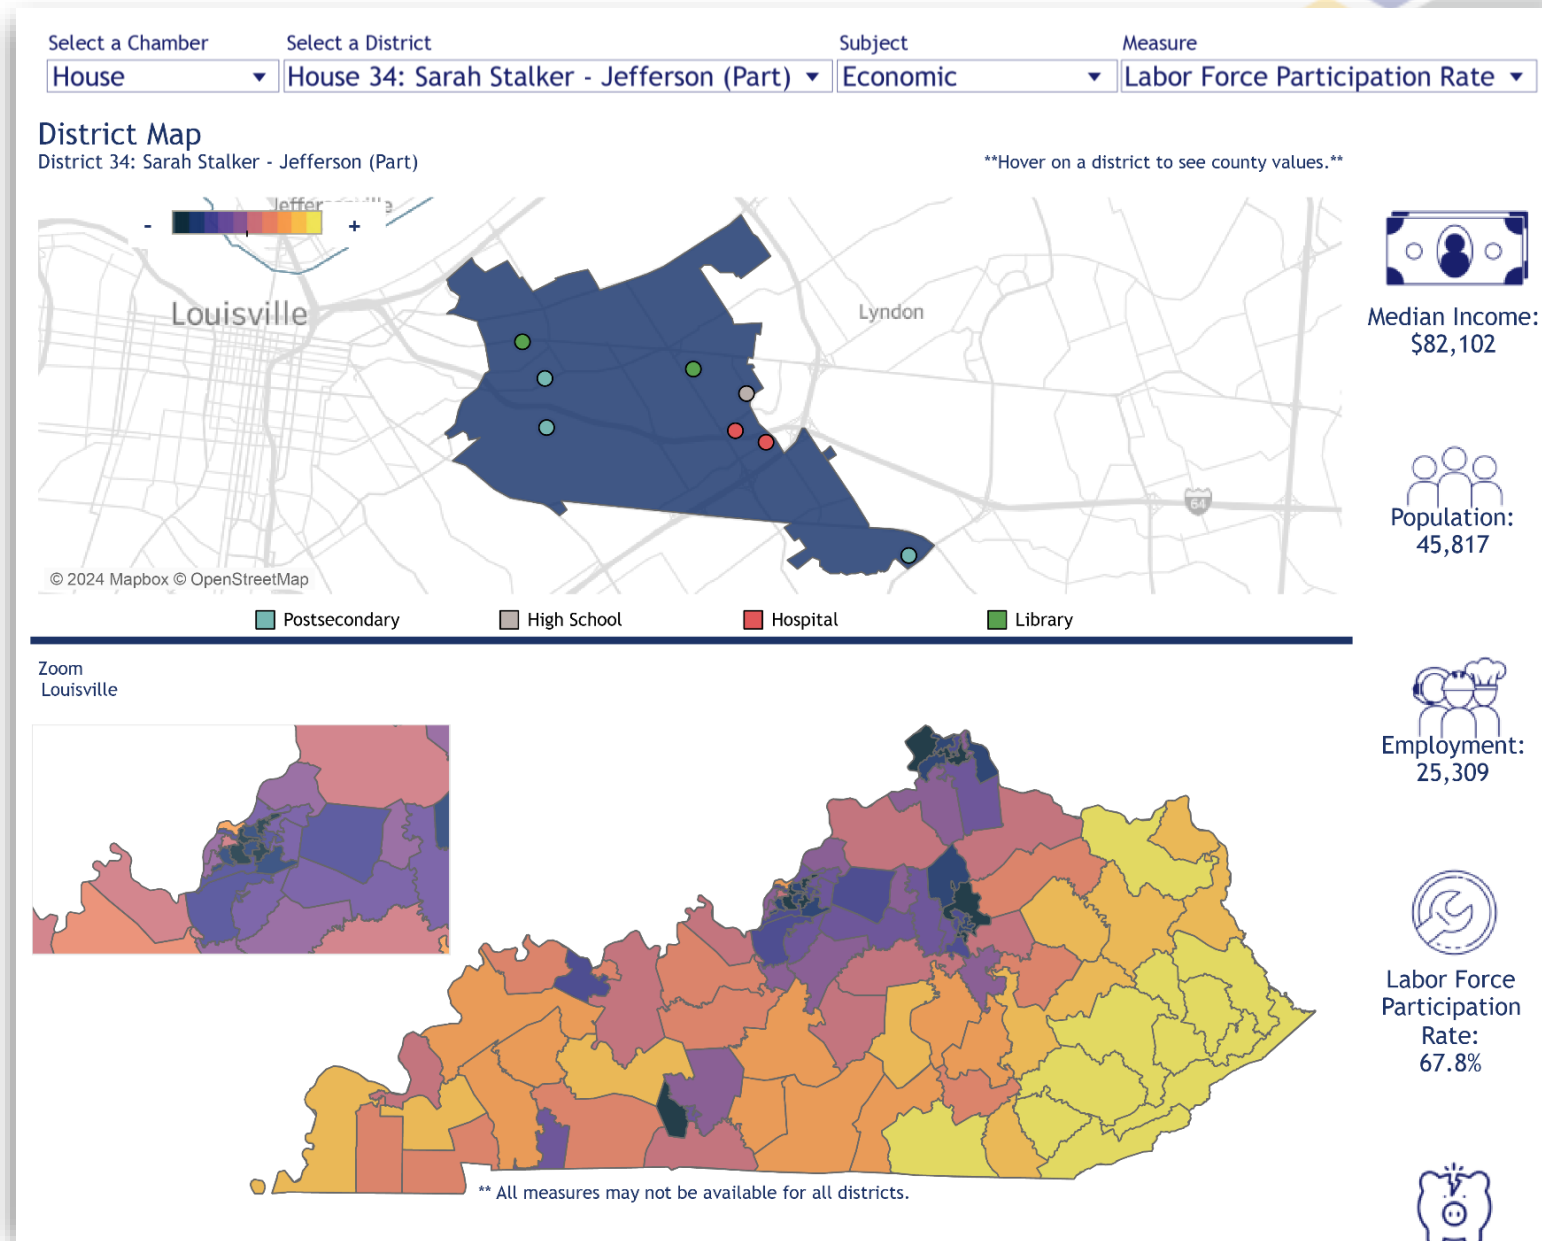 Select a Chamber
Select a District
Subject
Measure
House
House 34: Sarah Stalker - Jefferson (Part)
Economic
Labor Force Participation Rate
District Map
District 34: Sarah Stalker - Jefferson (Part)
**Hover on a district to see county values.**
Jeffersonville
- +
Louisville
Lyndon
64
© 2024 Mapbox © OpenStreetMap
Postsecondary
High School
Hospital
Library
Median Income:
$82,102
Population:
45,817
Employment:
25,309
Labor Force
Participation
Rate:
67.8%
Zoom
Louisville
** All measures may not be available for all districts.